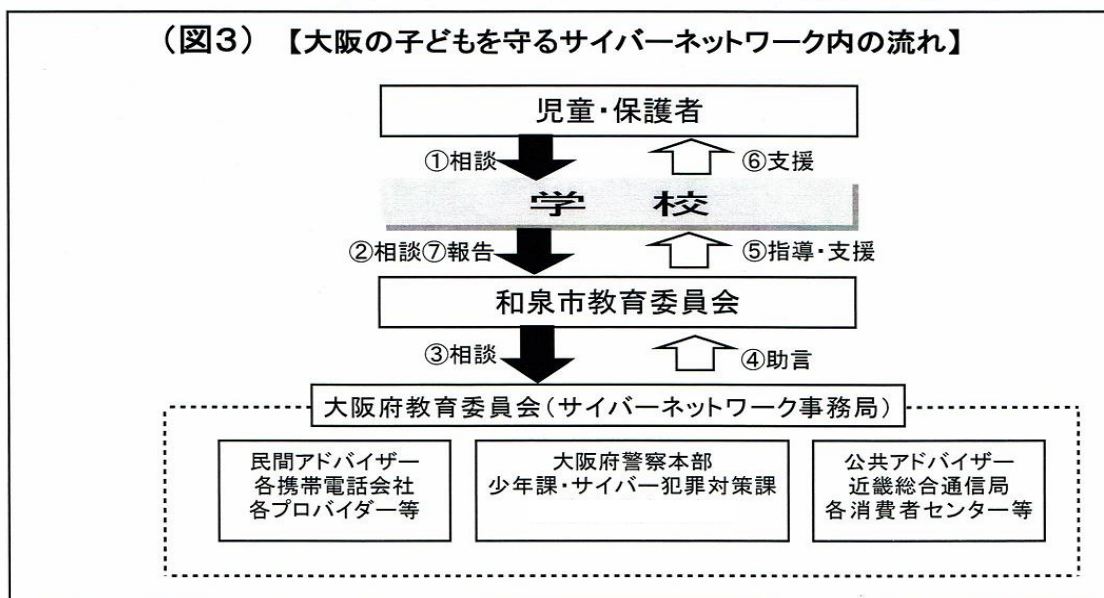 (図3) 【大阪の子どもを守るサイバーネットワーク内の流れ】
児童・保護者
①相談
⑥支援
学校
②相談⑦報告
⑤指導・支援
和泉市教育委員会
③相談
④助言
大阪府教育委員会(サイバーネットワーク事務局)
民間アドバイザー
各携帯電話会社
各プロバイダー等
大阪府警察本部
少年課・サイバー犯罪対策課
公共アドバイザー
近畿総合通信局
各消費者センター等